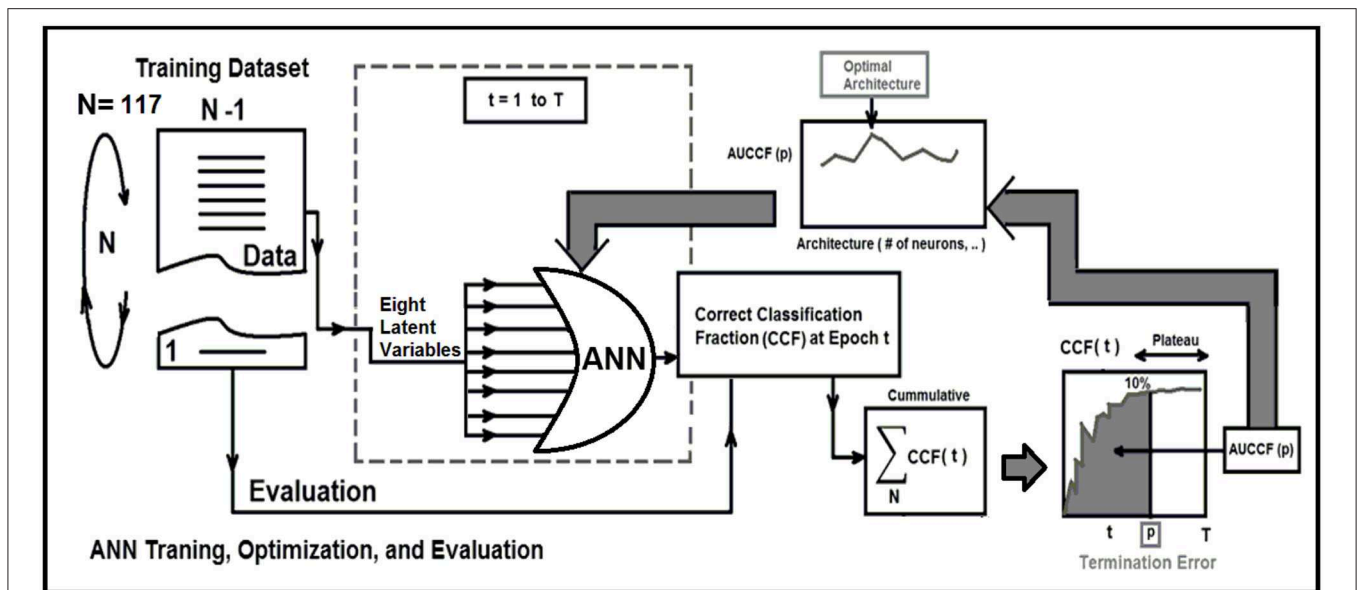 Training Dataset
N= 117
N -1
N
Data
1
t = 1 to T
Eight
Latent
Variables
ANN
Evaluation
Optimal
Architecture
AUCCF (p)
Architecture ( # of neurons, .. )
Correct Classification
Fraction (CCF) at Epoch t
Cummulative
∑ CCF( t )
N
CCF( t )
Plateau
10%
AUCCF (p)
t p T
Termination Error
ANN Traning, Optimization, and Evaluation